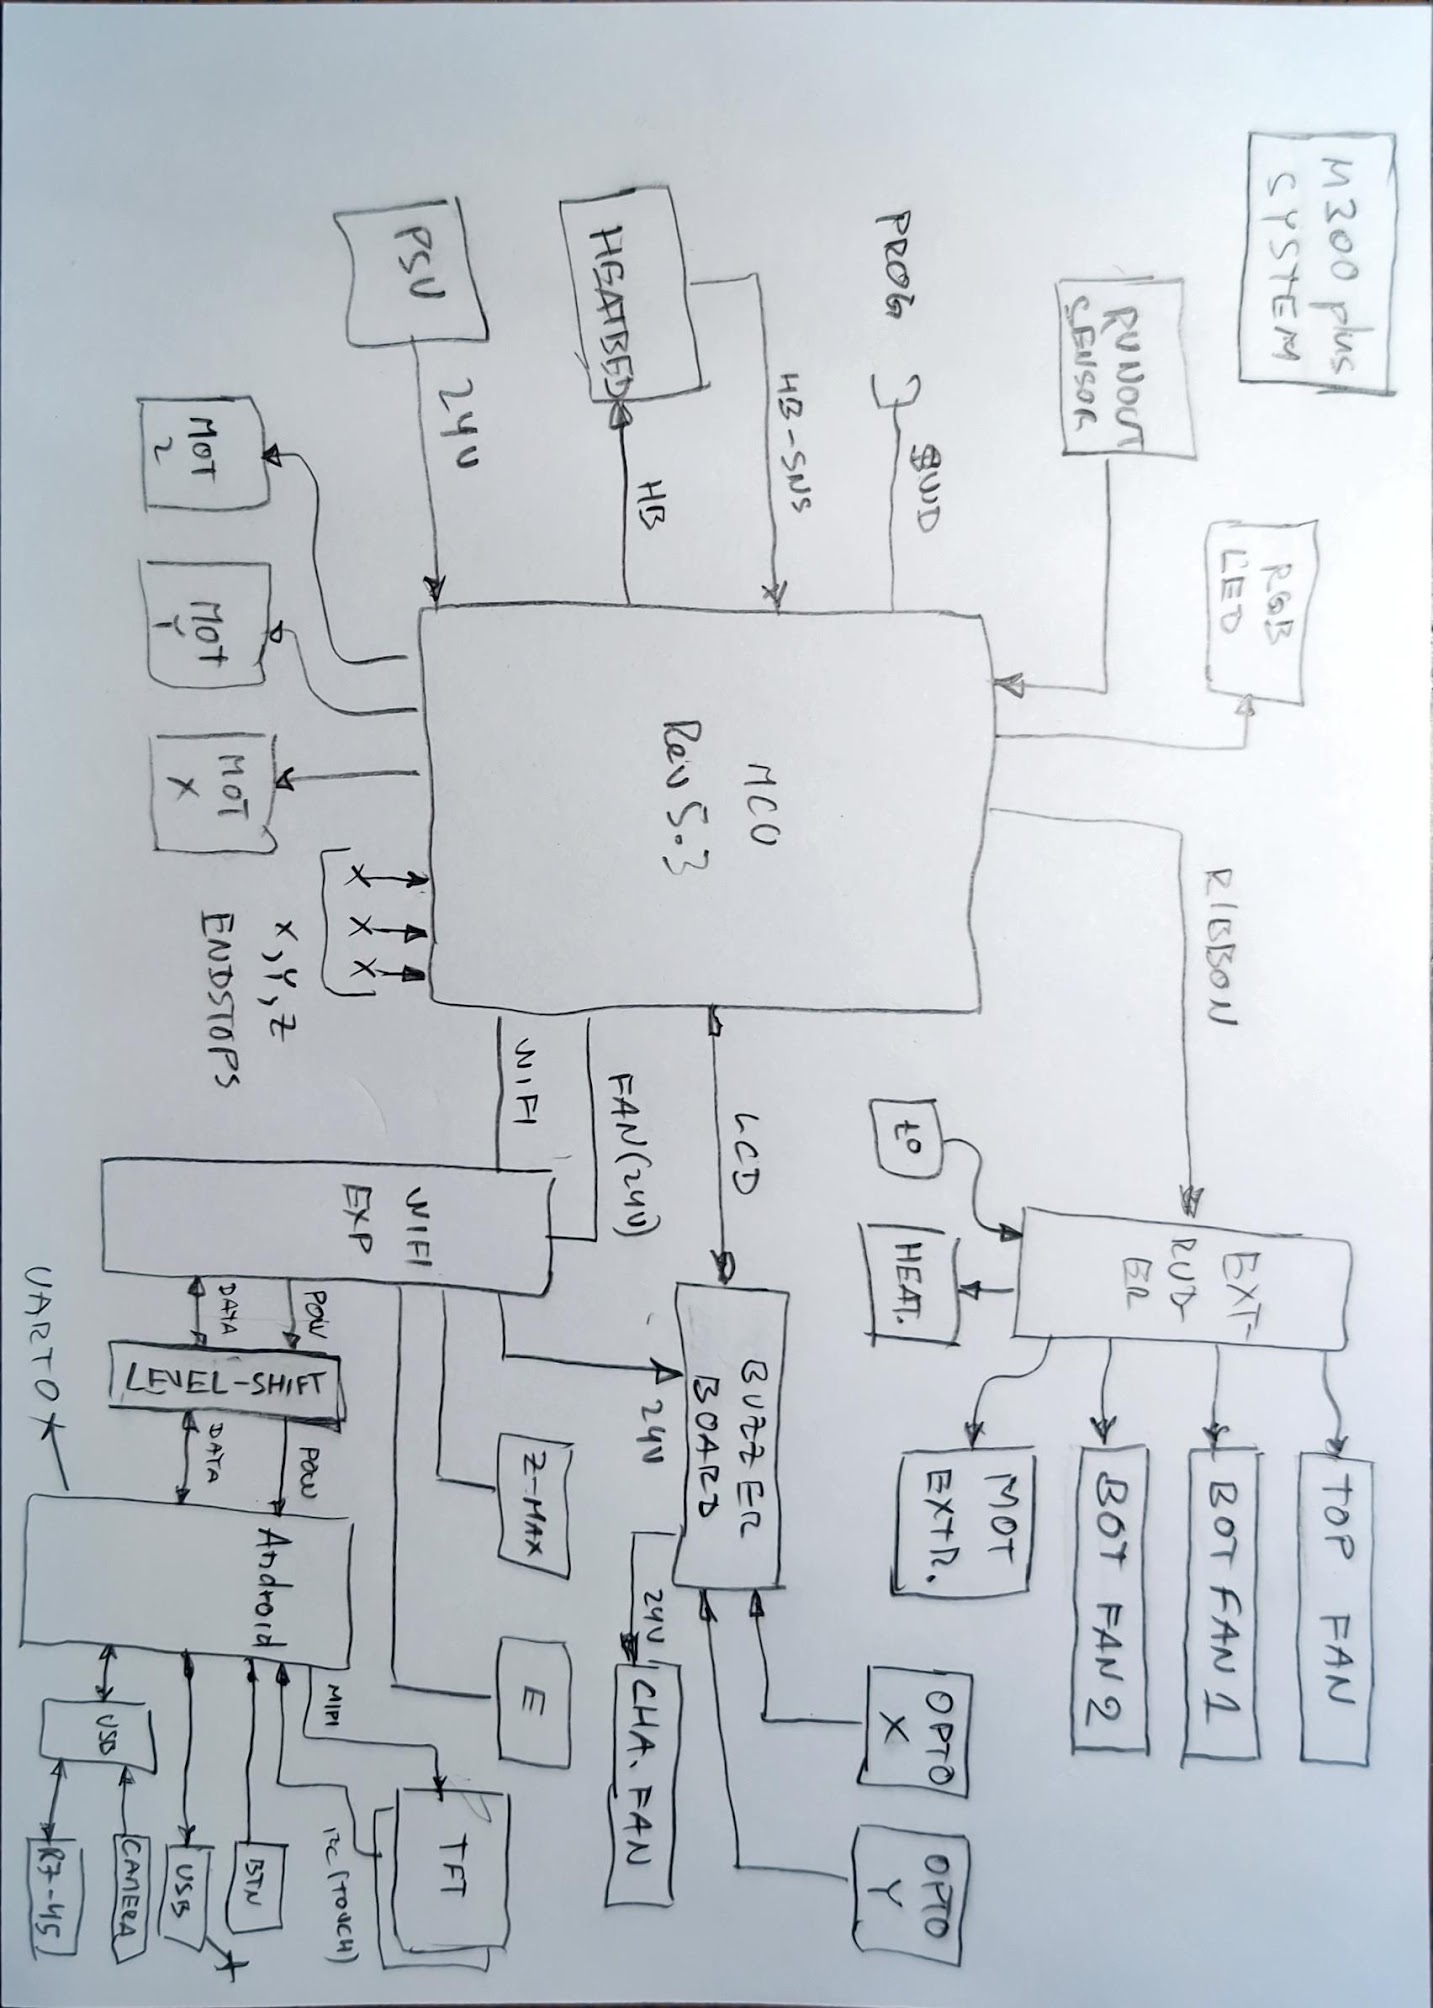 M300 plus
SYSTEM
RUNOUT
SENSOR
RGB
LED
RIBBON
PROG
SWD
HB-SNS
HEATBED
HB
PSU
24V
MCO
Rev 5.3
MOT
Z
MOT
Y
MOT
X
X
X
X
X,Y,Z
ENDSTOPS
EXT-
RUD-
ER
t°
HEAT.
TOP FAN
BOT FAN 1
BOT FAN 2
MOT
EXTR.
LCD
BUZZER
BOARD
OPTO
X
OPTO
Y
FAN(24V)
WIFI
WIFI
EXP
24V
24V
CHA. FAN
Z-MAX
E
POW
DATA
LEVEL-SHIFT
POW
DATA
UART0
Android
MIPI
TFT
I2C (TOUCH)
BTN
USB
USB
CAMERA
RJ-45